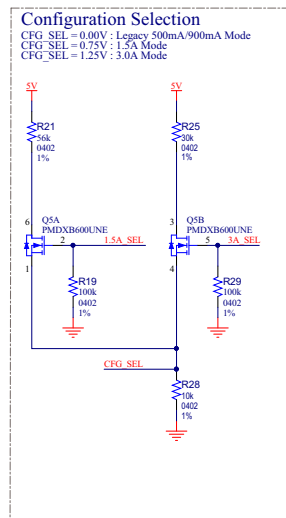 Configuration Selection
CFG_SEL = 0.00V : Legacy 500mA/900mA Mode
CFG_SEL = 0.75V : 1.5A Mode
CFG_SEL = 1.25V : 3.0A Mode
5V
5V
R21
56k
0402
1%
R25
30k
0402
1%
6
Q5A
PMDXB600UNE
2
1.5A_SEL
1
3
Q5B
PMDXB600UNE
5
3A_SEL
4
R19
100k
0402
1%
R29
100k
0402
1%
CFG_SEL
R28
10k
0402
1%